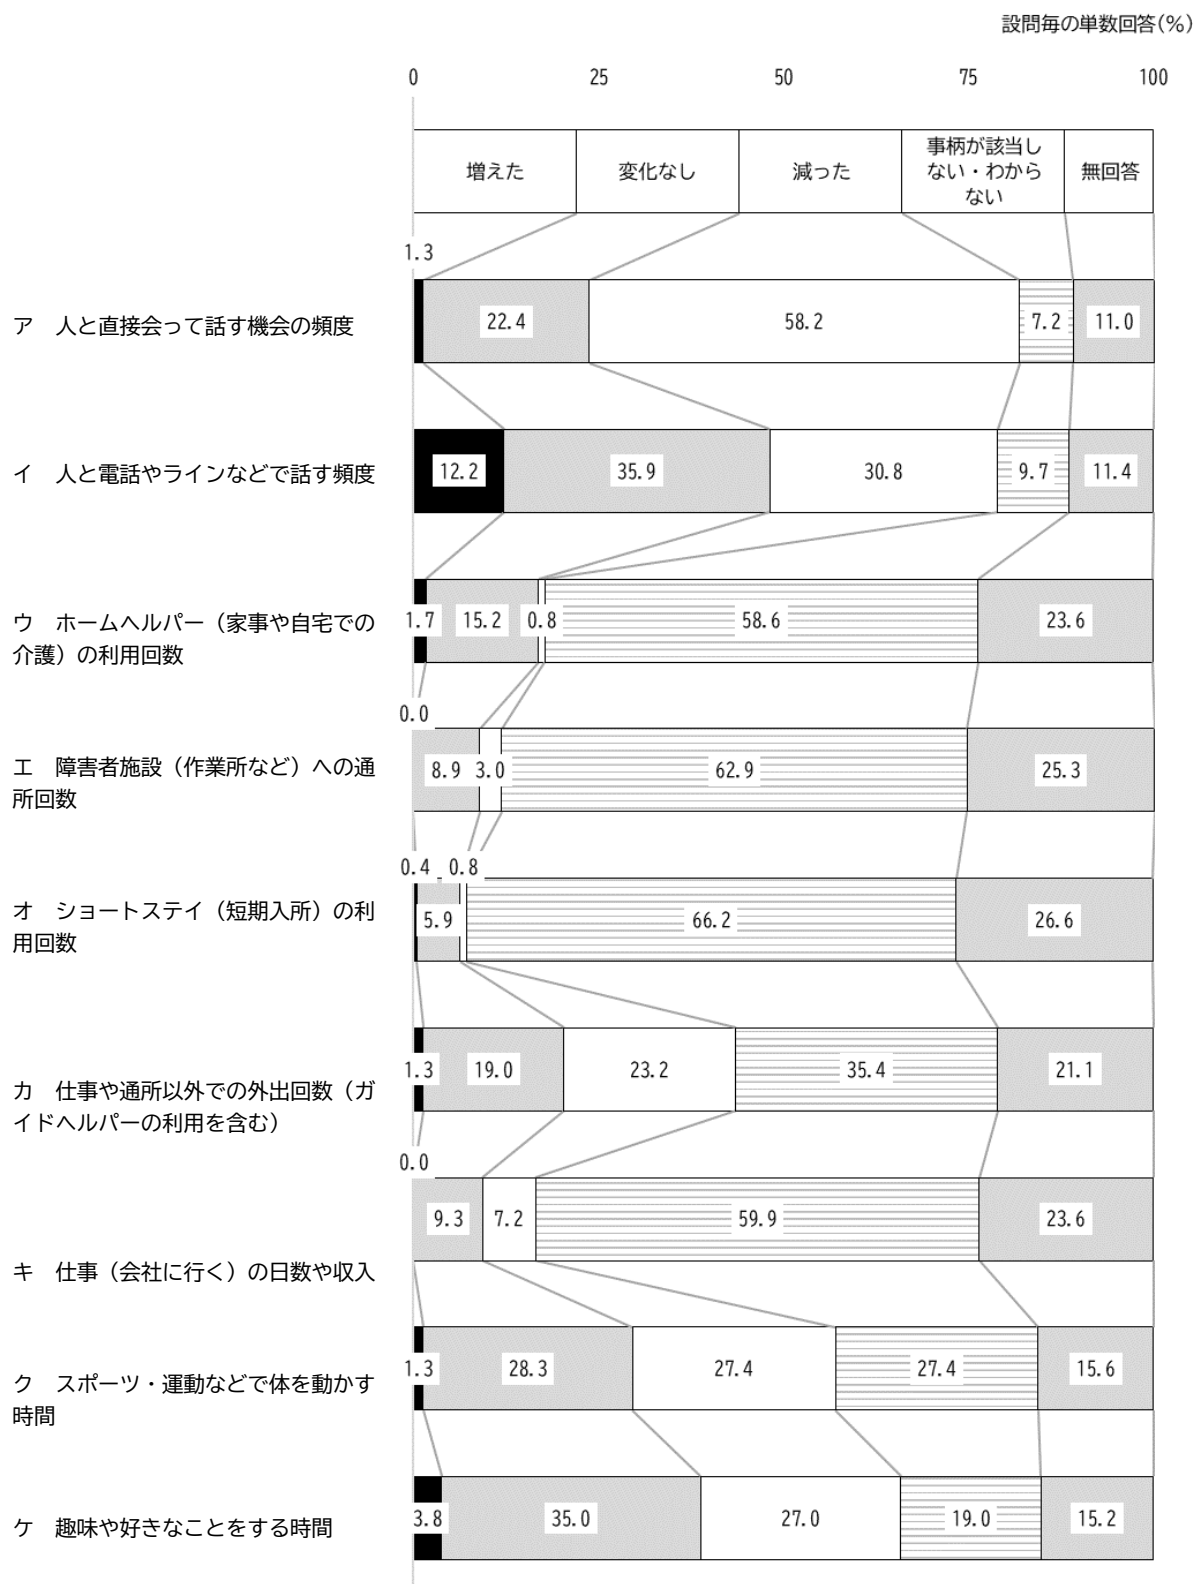 設問毎の単数回答(%)
0 25 50 75 100
増えた
変化なし
減った
事柄が該当し
ない・わから
ない
無回答
1.3
ア　人と直接会って話す機会の頻度
22.4 58.2 7.2 11.0
イ　人と電話やラインなどで話す頻度
12.2 35.9 30.8 9.7 11.4
ウ　ホームヘルパー（家事や自宅での
介護）の利用回数
1.7 15.2 0.8 58.6 23.6
0.0
エ　障害者施設（作業所など）への通
所回数
8.9 3.0 62.9 25.3
0.4 0.8
オ　ショートステイ（短期入所）の利
用回数
5.9 66.2 26.6
カ　仕事や通所以外での外出回数（ガ
イドヘルパーの利用を含む）
1.3 19.0 23.2 35.4 21.1
0.0
9.3 7.2 59.9 23.6
キ　仕事（会社に行く）の日数や収入
ク　スポーツ・運動などで体を動かす
時間
1.3 28.3 27.4 27.4 15.6
ケ　趣味や好きなことをする時間
3.8 35.0 27.0 19.0 15.2